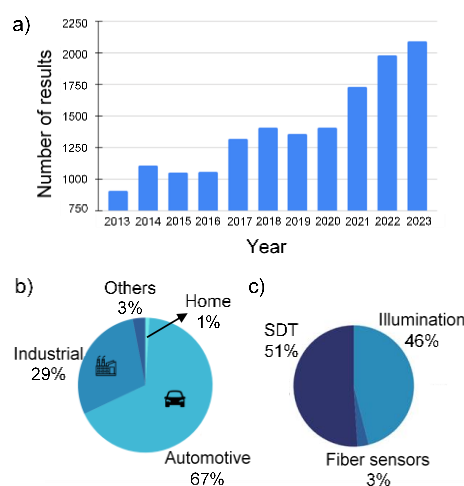 a)
Number of results
2250
2000
1750
1500
1250
1000
750
2013 2014 2015 2016 2017 2018 2019 2020 2021 2022 2023
Year
b)
Others
3%
Home
1%
Industrial
29%
Automotive
67%
c)
SDT
51%
Illumination
46%
Fiber sensors
3%